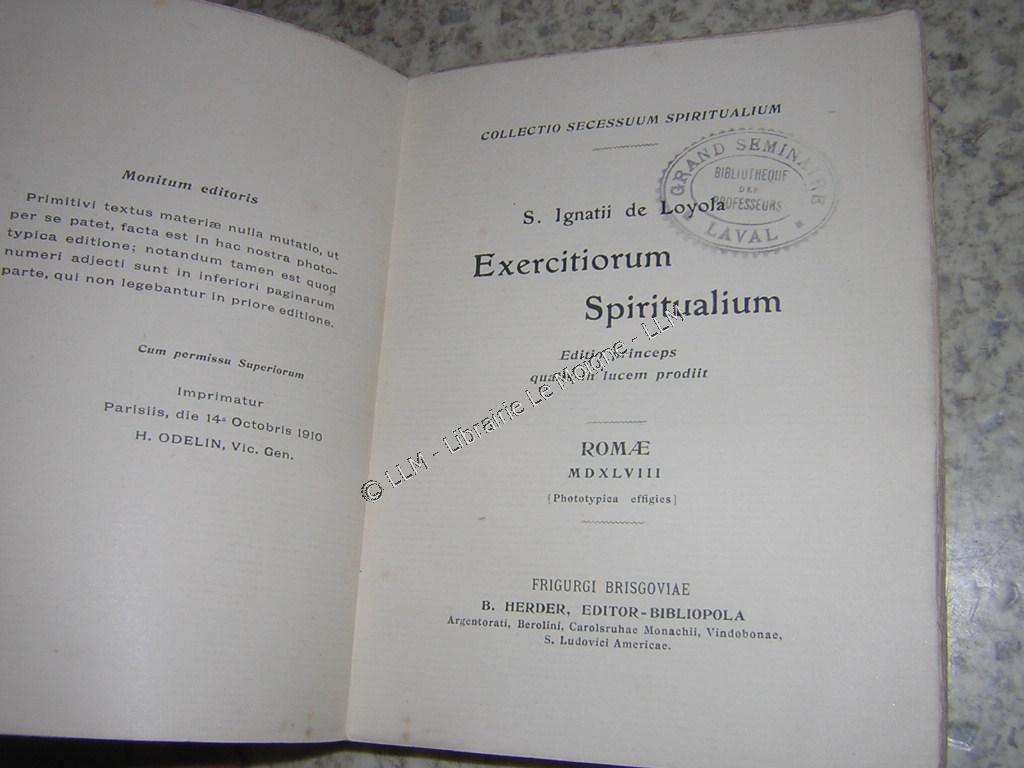 Monitum editoris
Primitivi textus materiæ nulla mutatio, ut
per se patet, facta est in hac nostra photo-
typica editione; notandum tamen est quod
numeri adjecti sunt in inferiori paginarum
parte, qui non legebantur in priore editione.
Cum permissu Superiorum
Imprimatur
Parisiis, die 14ª Octobris 1910
H. ODELIN, Vic. Gen.
COLLECTIO SECESSUUM SPIRITUALIUM
GRAND SEMINAIRE
BIBLIOTHEQUE
DES
PROFESSEURS
LAVAL
S. Ignatii de Loyola
Exercitiorum
Spiritualium
Editio princeps
in lucem prodiit
ROMÆ
MDXLVIII
[Phototypica effigies]
FRIGURGI BRISGOVIAE
B. HERDER, EDITOR-BIBLIOPOLA
Argentorati, Berolini, Carolsruhae Monachii, Vindobonae,
S. Ludovici Americae.
© LLM - Librairie Le Moigne - LLM